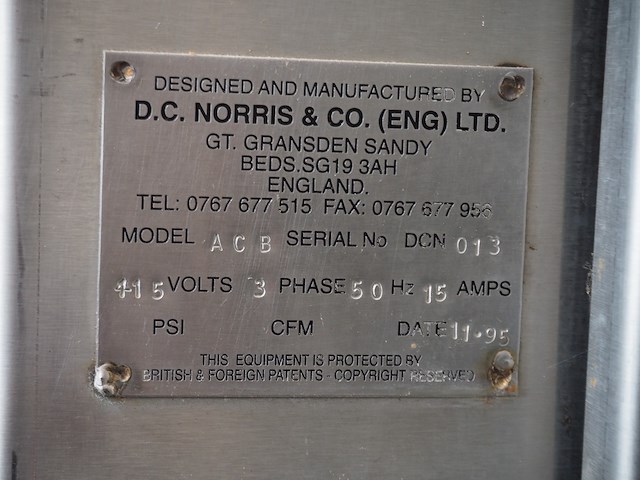 DESIGNED AND MANUFACTURED BY
D.C. NORRIS & CO. (ENG) LTD.
GT. GRANSDEN SANDY
BEDS.SG19 3AH
ENGLAND.
TEL: 0767 677 515 FAX: 0767 677 956
MODEL ACB SERIAL No DCN 013
415 VOLTS 3 PHASE 50 Hz 15 AMPS
PSI CFM DATE 11.95
THIS EQUIPMENT IS PROTECTED BY
BRITISH & FOREIGN PATENTS - COPYRIGHT RESERVED